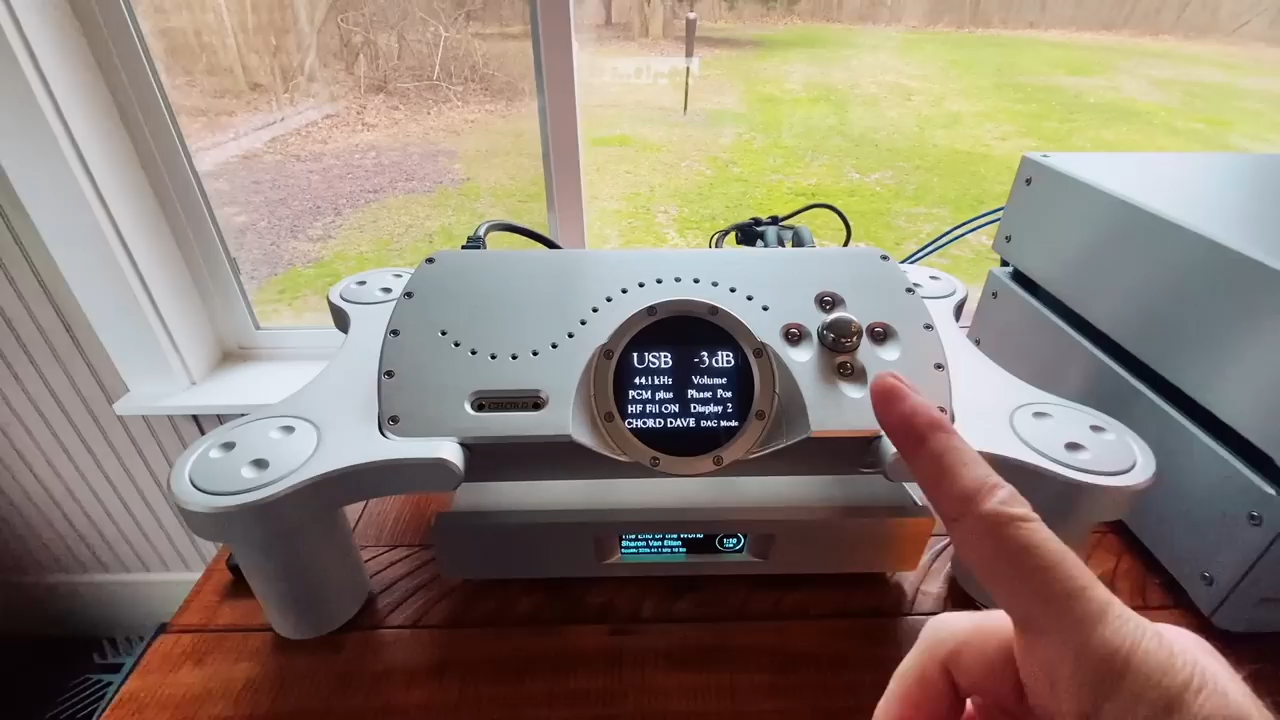 CHORD
USB -3 dB
44.1 kHz Volume
PCM plus Phase Pos
HF Fil ON Display 2
CHORD DAVE DAC Mode
The End of the World
Sharon Van Etten
1:10